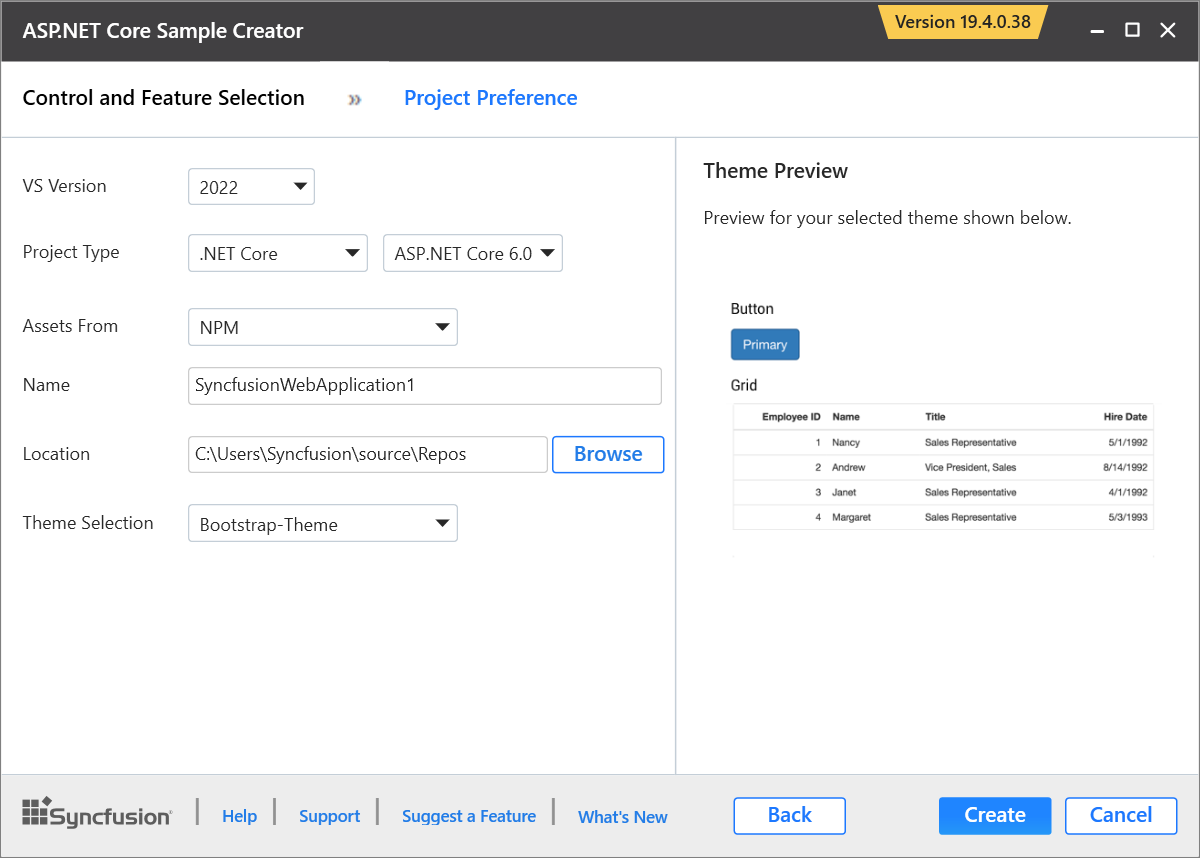 ASP.NET Core Sample Creator
Version 19.4.0.38
Control and Feature Selection » Project Preference
VS Version 2022
Project Type .NET Core ASP.NET Core 6.0
Assets From NPM
Name SyncfusionWebApplication1
Location C:\Users\Syncfusion\source\Repos Browse
Theme Selection Bootstrap-Theme
Theme Preview
Preview for your selected theme shown below.
Button
Primary
Grid
Employee ID Name Title Hire Date
1 Nancy Sales Representative 5/1/1992
2 Andrew Vice President, Sales 8/14/1992
3 Janet Sales Representative 4/1/1992
4 Margaret Sales Representative 5/3/1993
Syncfusion® | Help | Support | Suggest a Feature | What's New Back Create Cancel